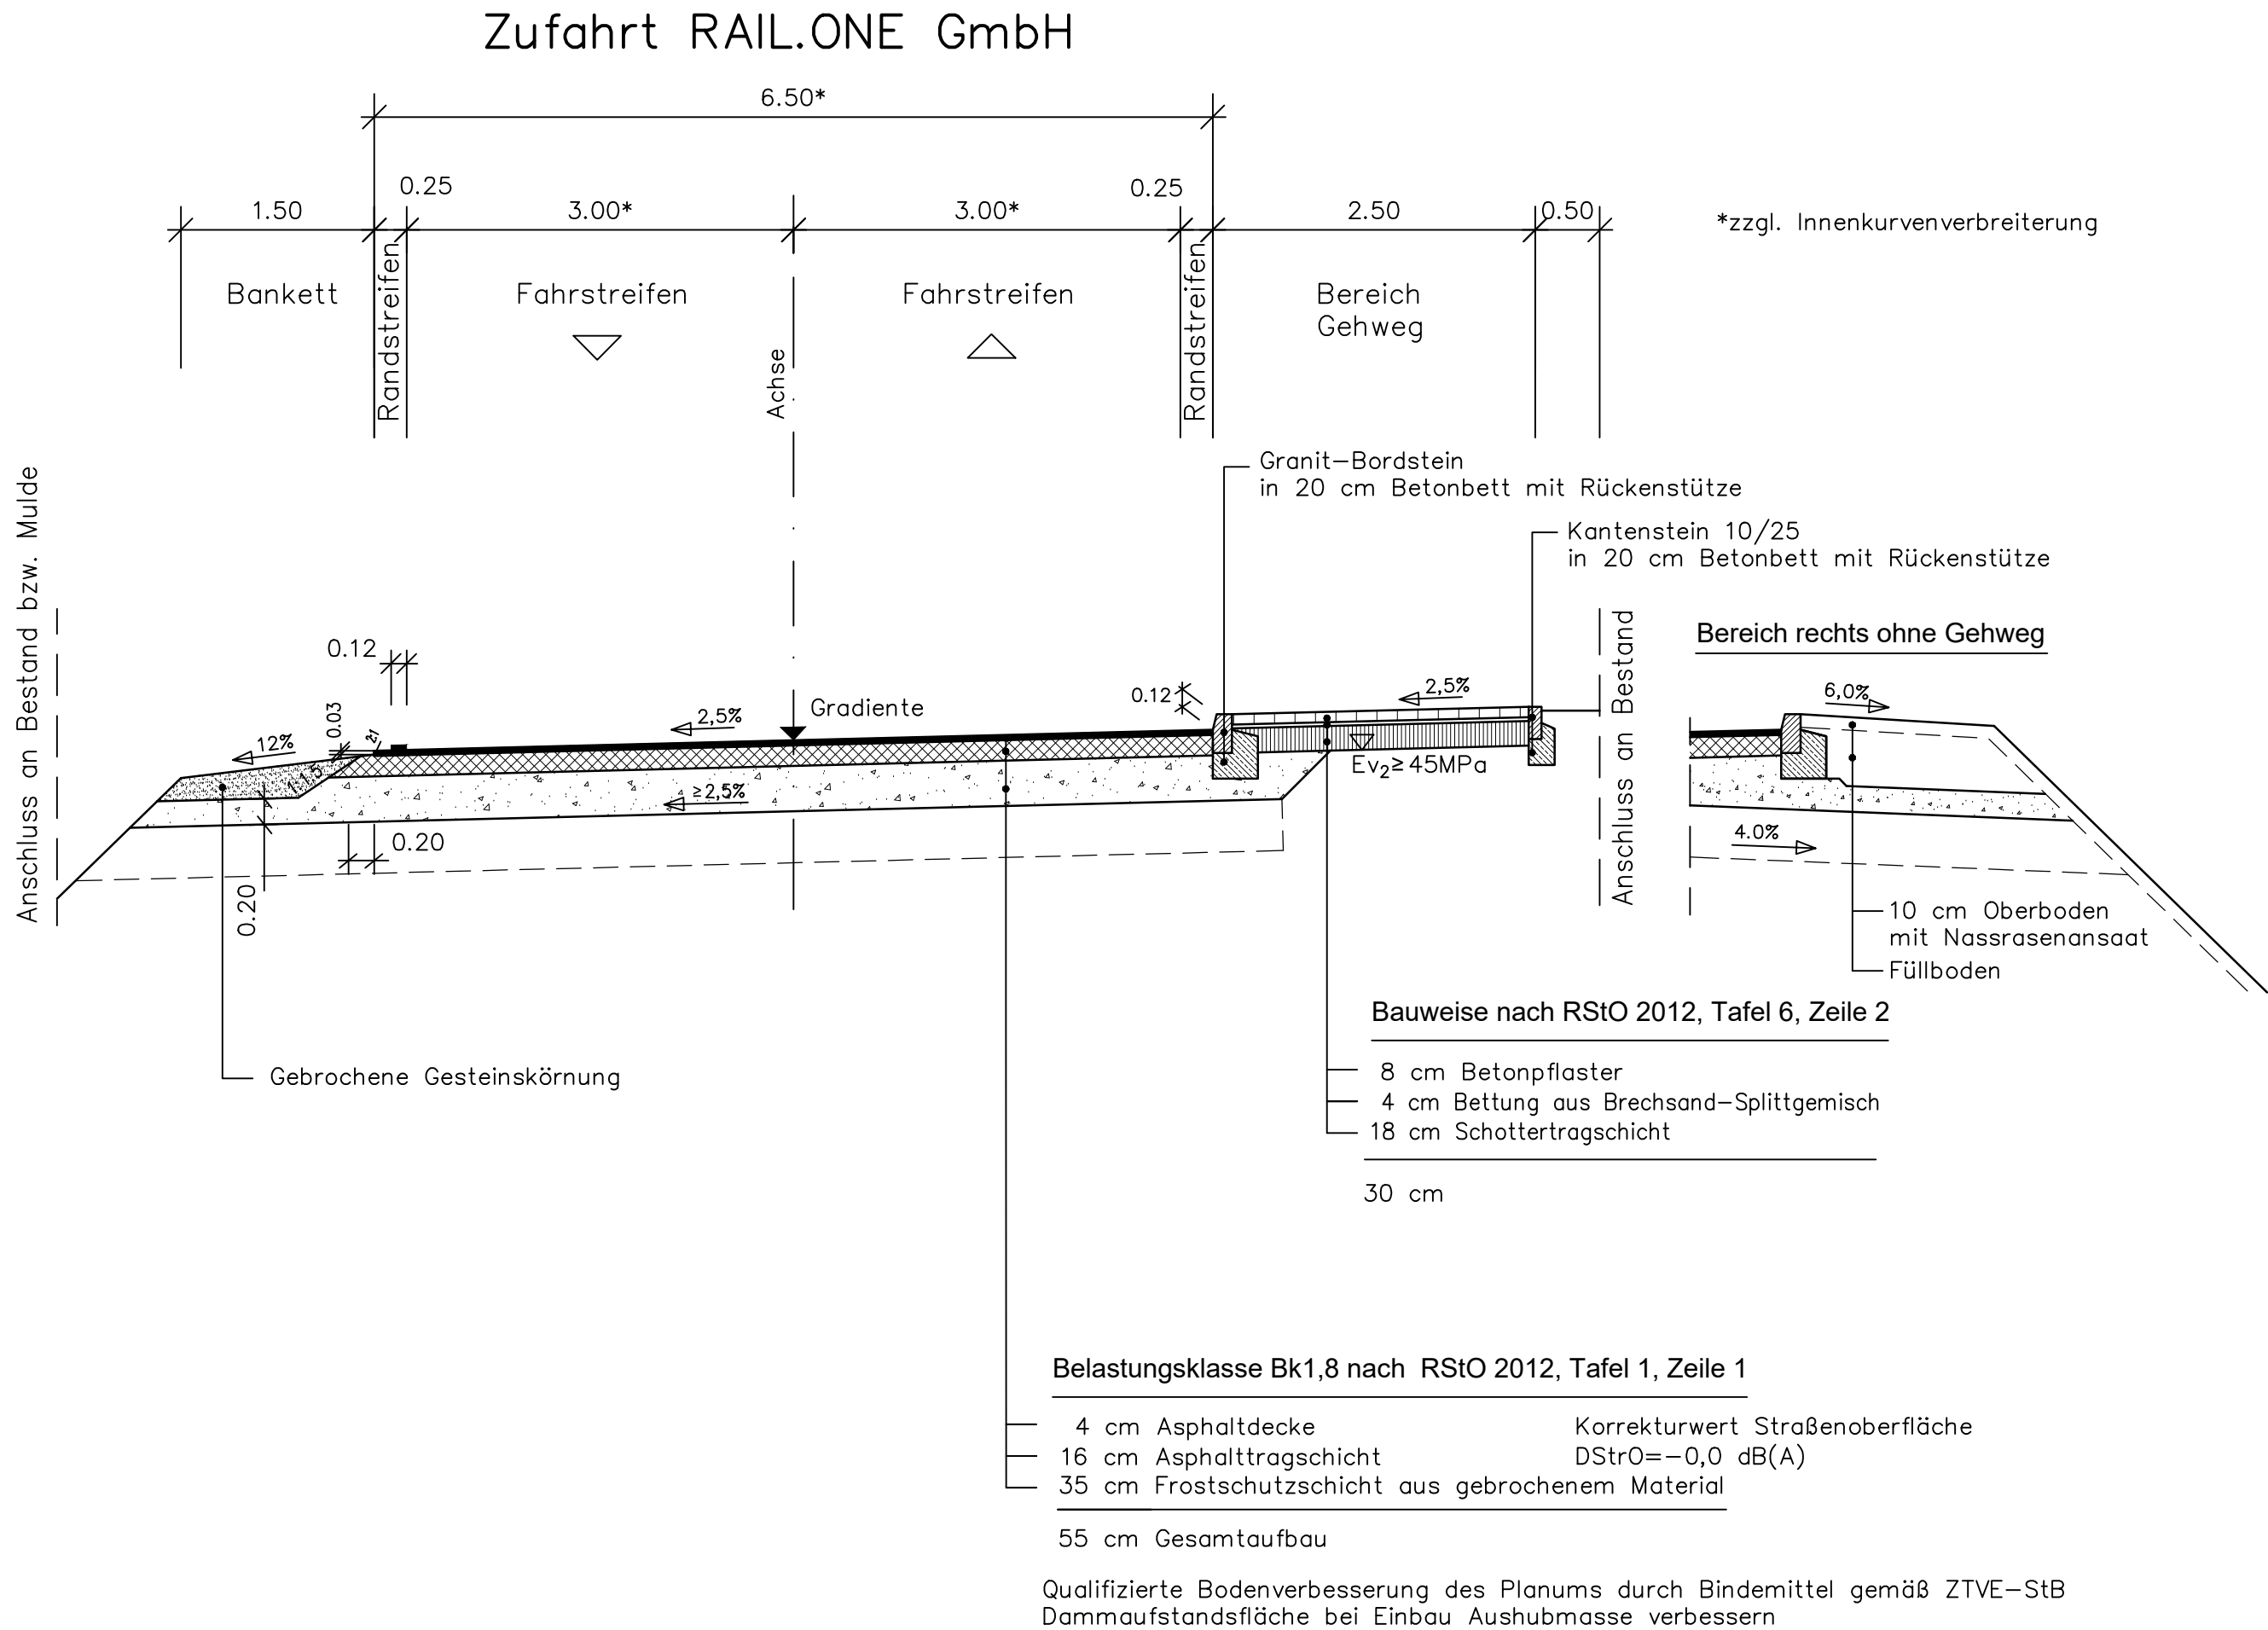 Zufahrt RAIL.ONE GmbH
6.50*
0.25
0.25
1.50
3.00*
3.00*
2.50
0.50
*zzgl. Innenkurvenverbreiterung
Bankett
Randstreifen
Fahrstreifen
Achse
Fahrstreifen
Randstreifen
Bereich
Gehweg
Granit-Bordstein
in 20 cm Betonbett mit Rückenstütze
Kantenstein 10/25
in 20 cm Betonbett mit Rückenstütze
Anschluss an Bestand bzw. Mulde
Anschluss an Bestand
Bereich rechts ohne Gehweg
0.12
0.03
2:1
12%
1:1.5
2,5%
Gradiente
0.12
2,5%
6,0%
Ev2≥45MPa
≥2,5%
0.20
0.20
4.0%
10 cm Oberboden
mit Nassrasenansaat
Füllboden
Gebrochene Gesteinskörnung
Bauweise nach RStO 2012, Tafel 6, Zeile 2
8 cm Betonpflaster
4 cm Bettung aus Brechsand-Splittgemisch
18 cm Schottertragschicht
30 cm
Belastungsklasse Bk1,8 nach RStO 2012, Tafel 1, Zeile 1
4 cm Asphaltdecke
16 cm Asphalttragschicht
35 cm Frostschutzschicht aus gebrochenem Material
Korrekturwert Straßenoberfläche
DStrO=-0,0 dB(A)
55 cm Gesamtaufbau
Qualifizierte Bodenverbesserung des Planums durch Bindemittel gemäß ZTVE-StB
Dammaufstandsfläche bei Einbau Aushubmasse verbessern